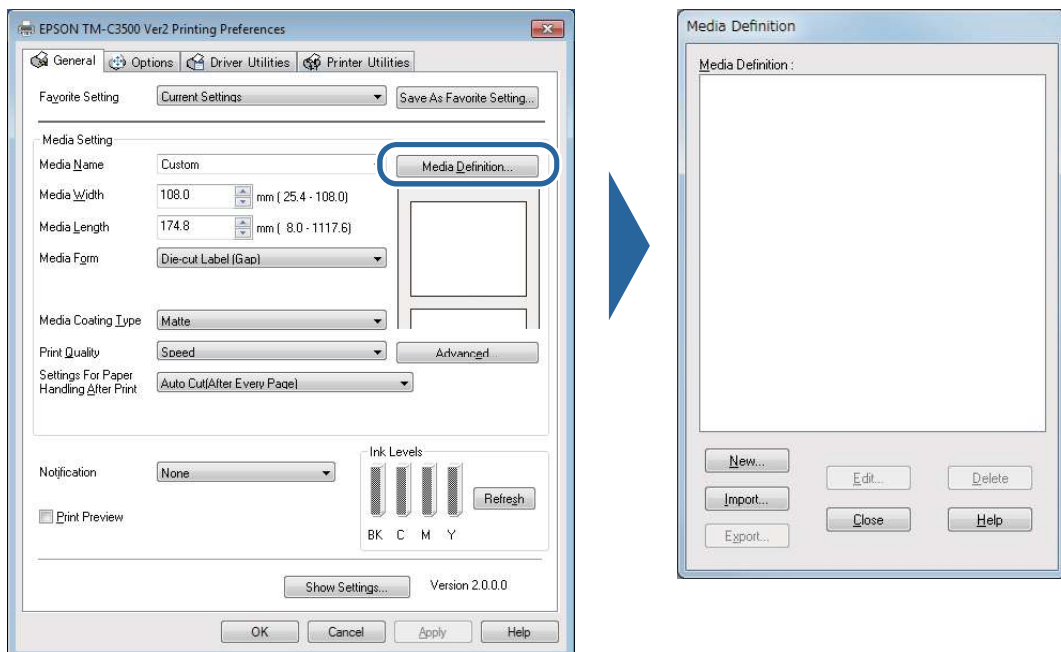 EPSON TM-C3500 Ver2 Printing Preferences
General Options Driver Utilities Printer Utilities
Favorite Setting Current Settings Save As Favorite Setting...
Media Setting
Media Name Custom Media Definition...
Media Width 108.0 mm ( 25.4 - 108.0)
Media Length 174.8 mm ( 8.0 - 1117.6)
Media Form Die-cut Label (Gap)
Media Coating Type Matte
Print Quality Speed Advanced...
Settings For Paper
Handling After Print Auto Cut(After Every Page)
Ink Levels
Notification None
Refresh
Print Preview
BK C M Y
Show Settings... Version 2.0.0.0
OK Cancel Apply Help
Media Definition
Media Definition :
New...
Edit... Delete
Import...
Close Help
Export...